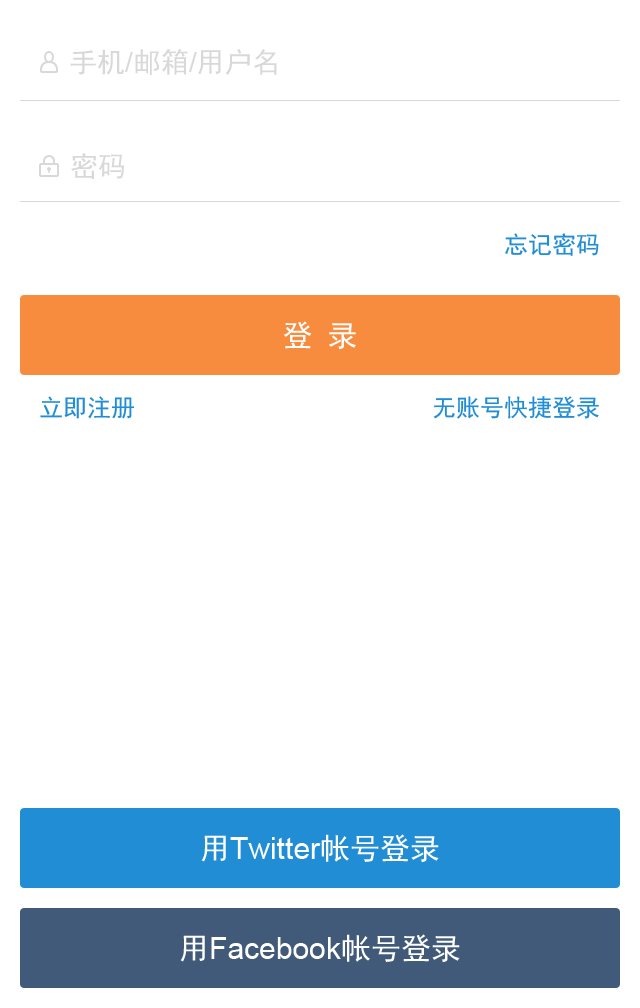 手机/邮箱/用户名
密码
忘记密码
登 录
立即注册 无账号快捷登录
用Twitter帐号登录
用Facebook帐号登录